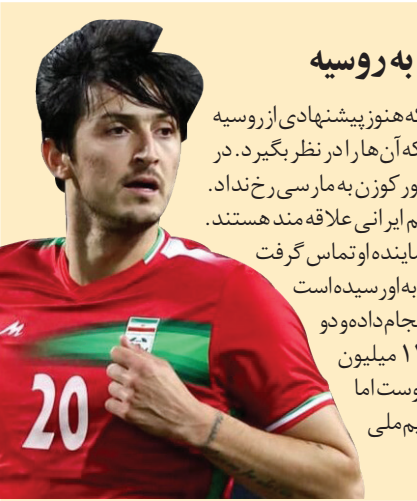 به روسیه
که هنوز پیشنهادی از روسیه
که آن‌ها را در نظر بگیرد. در
ور کوزن به مارسی رخ نداد.
م ایرانی علاقه‌مند هستند.
ماینده او تماس گرفت
به او رسیده است
نجام داده و دو
میلیون
وست اما
یم ملی
20